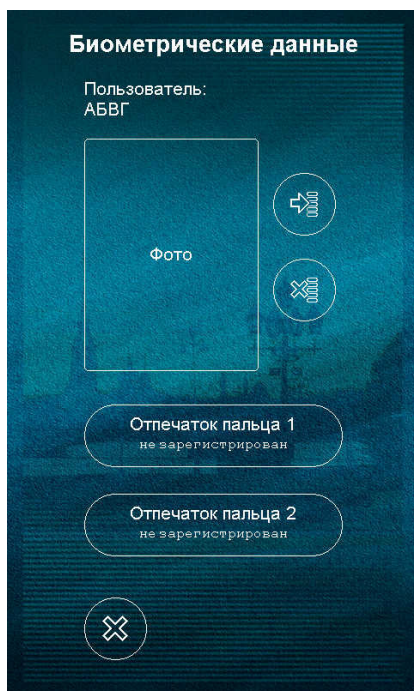 Биометрические данные
Пользователь:
АБВГ
Фото
Отпечаток пальца 1
не зарегистрирован
Отпечаток пальца 2
не зарегистрирован